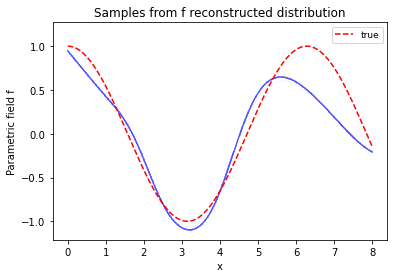 Samples from f reconstructed distribution
true
Parametric field f
1.0
0.5
0.0
−0.5
−1.0
0 1 2 3 4 5 6 7 8
x